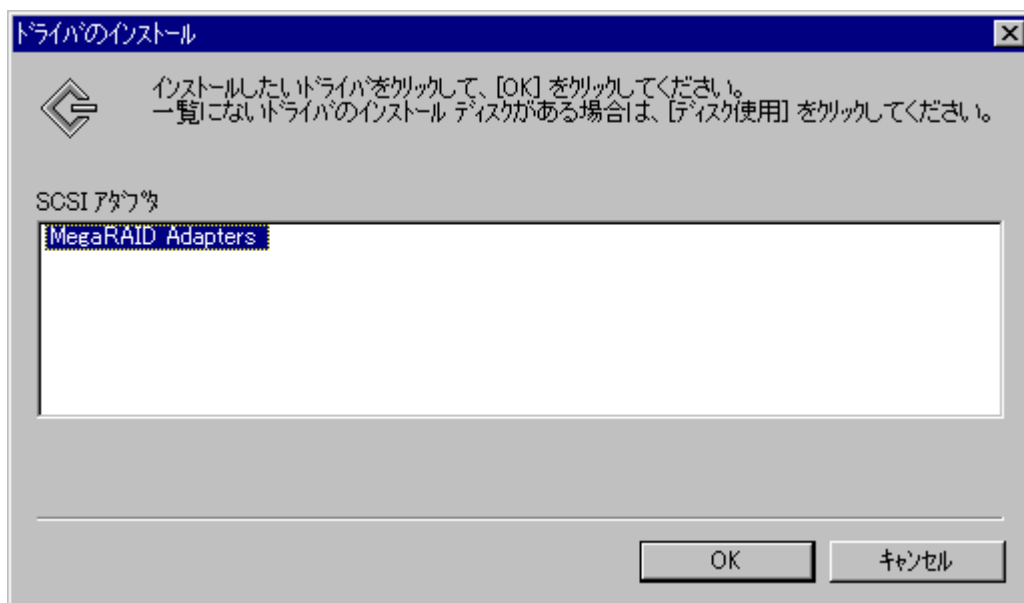 ドライバのインストール
インストールしたいドライバをクリックして、[OK] をクリックしてください。
一覧にないドライバのインストール ディスクがある場合は、[ディスク使用] をクリックしてください。
SCSI アダプタ
MegaRAID Adapters
OK
キャンセル